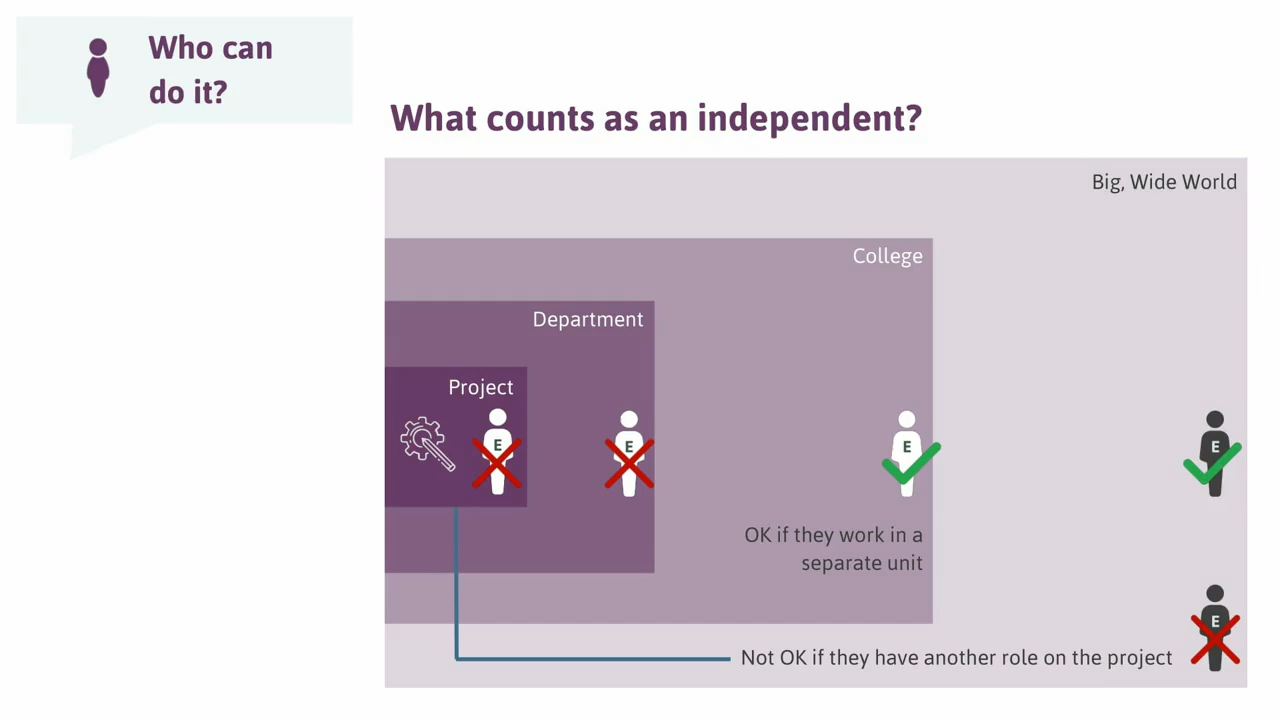 Who can
do it?
What counts as an independent?
Big, Wide World
College
Department
Project
E
E
E
E
OK if they work in a
separate unit
E
Not OK if they have another role on the project